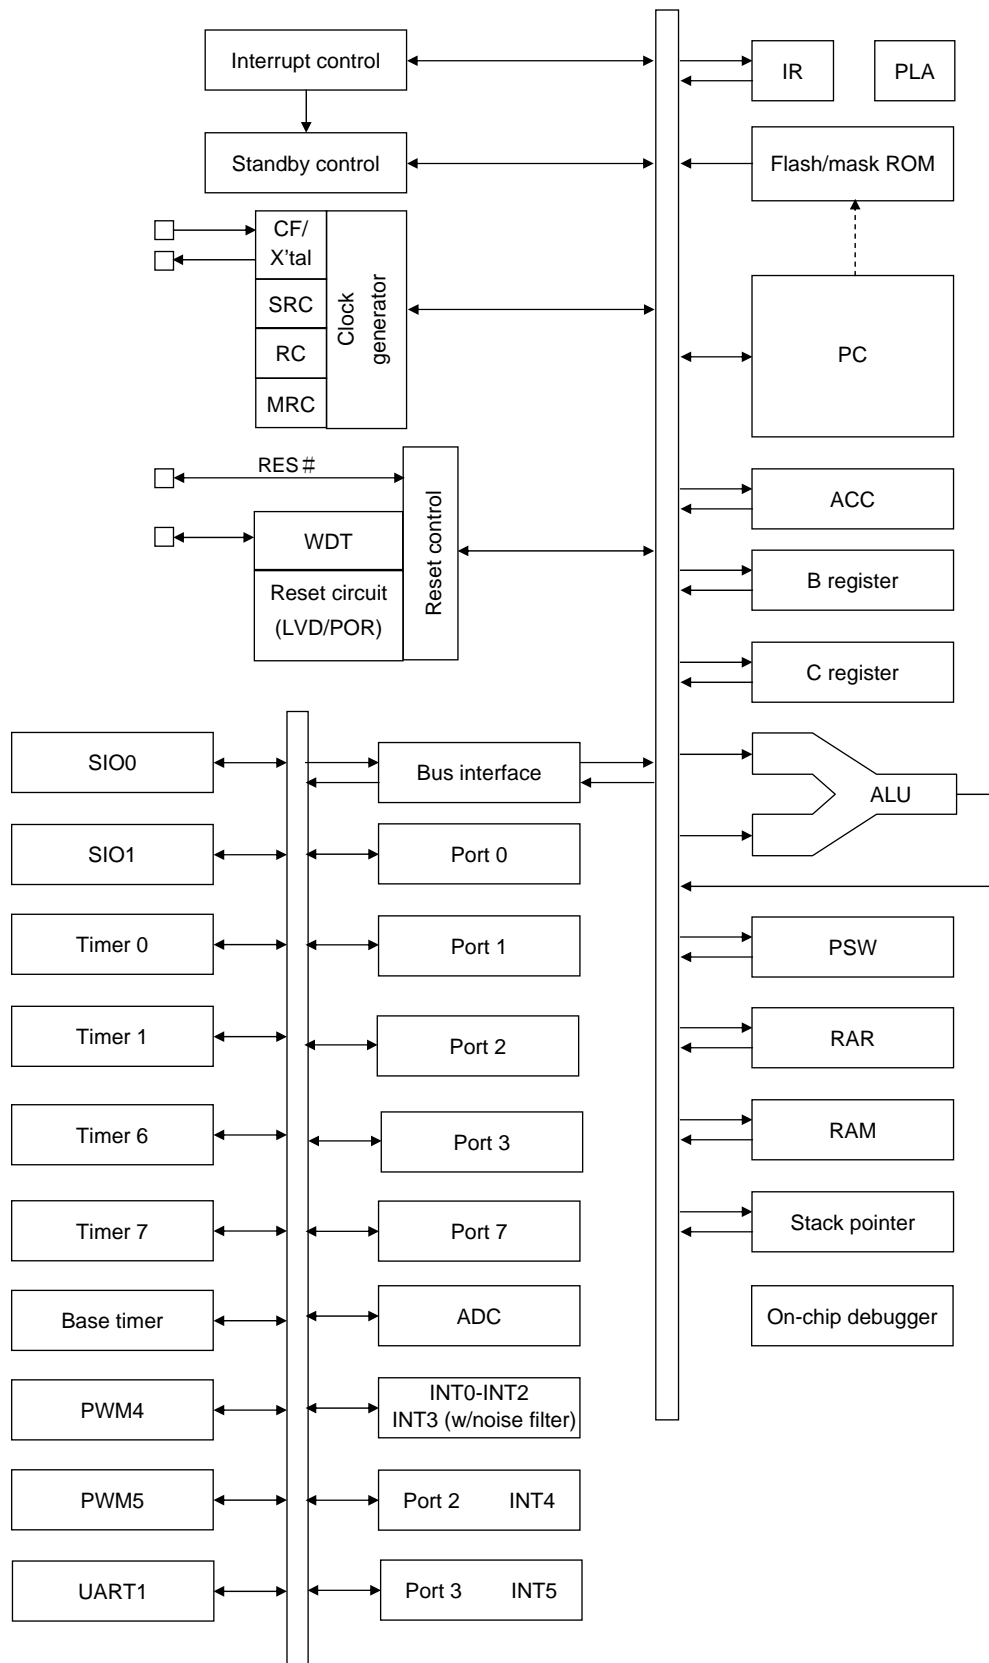 Interrupt control
IR
PLA
Standby control
Flash/mask ROM
CF/
X'tal
SRC
RC
MRC
Clock
generator
PC
RES#
WDT
Reset circuit
(LVD/POR)
Reset control
ACC
B register
C register
SIO0
Bus interface
ALU
SIO1
Port 0
Timer 0
Port 1
PSW
Timer 1
Port 2
RAR
Timer 6
Port 3
RAM
Timer 7
Port 7
Stack pointer
Base timer
ADC
On-chip debugger
PWM4
INT0-INT2
INT3 (w/noise filter)
PWM5
Port 2 INT4
UART1
Port 3 INT5